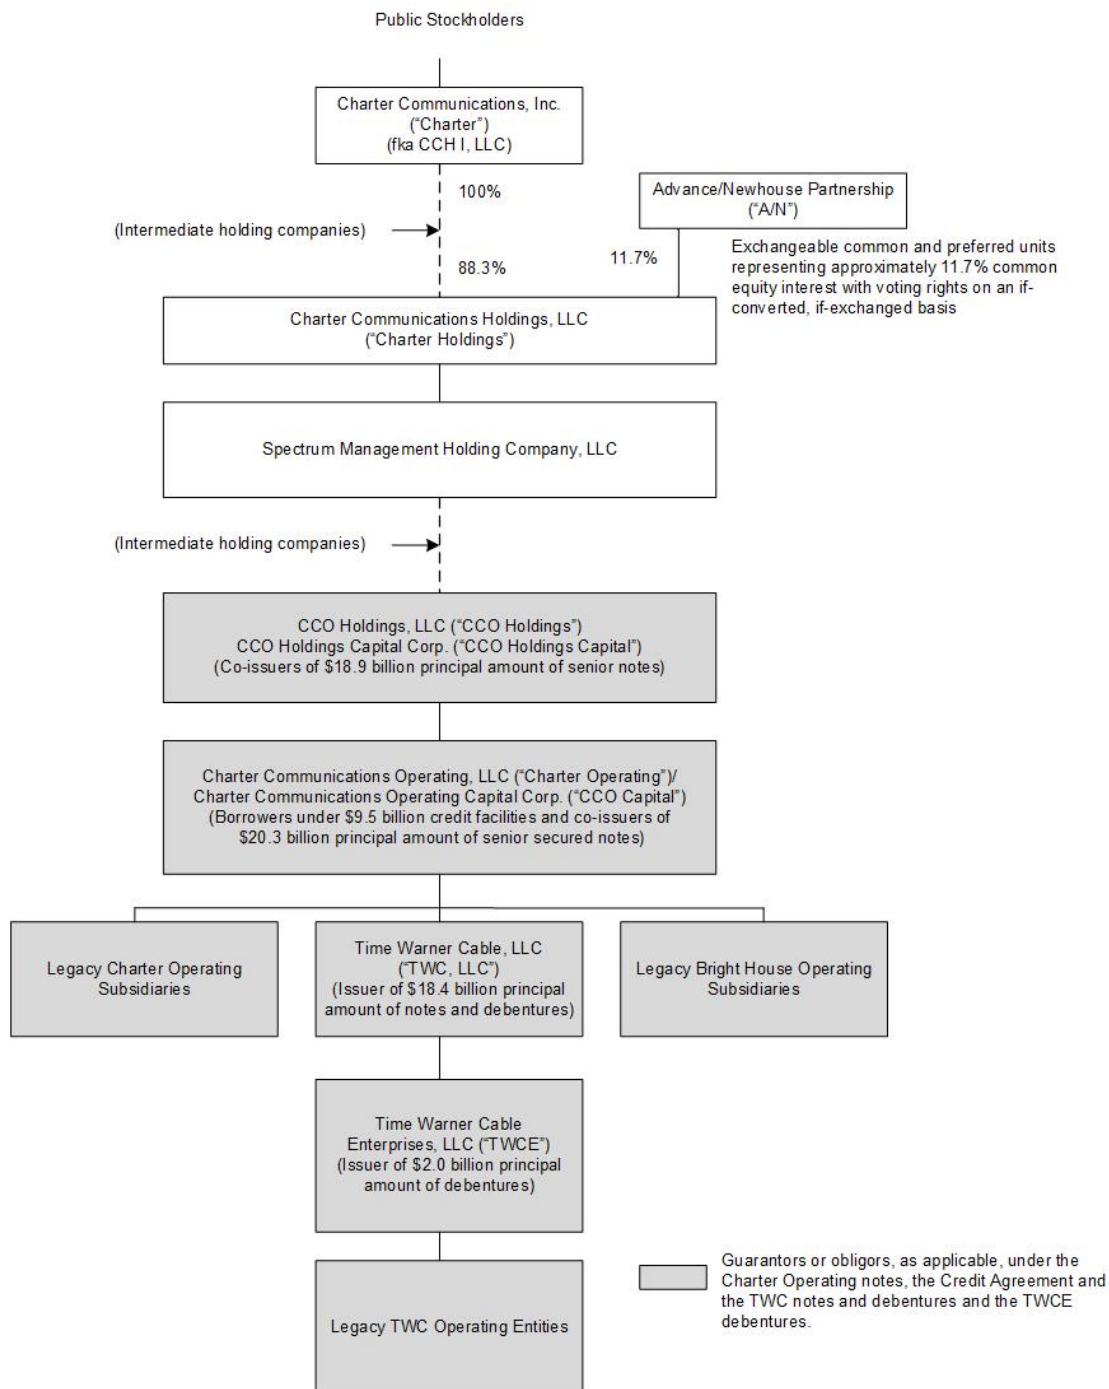 Public Stockholders
Charter Communications, Inc.
(“Charter”)
(fka CCH I, LLC)
100%
Advance/Newhouse Partnership
(“A/N”)
(Intermediate holding companies)
88.3%
11.7%
Exchangeable common and preferred units
representing approximately 11.7% common
equity interest with voting rights on an if-
converted, if-exchanged basis
Charter Communications Holdings, LLC
(“Charter Holdings”)
Spectrum Management Holding Company, LLC
(Intermediate holding companies)
CCO Holdings, LLC (“CCO Holdings”)
CCO Holdings Capital Corp. (“CCO Holdings Capital”)
(Co-issuers of $18.9 billion principal amount of senior notes)
Charter Communications Operating, LLC (“Charter Operating”)/
Charter Communications Operating Capital Corp. (“CCO Capital”)
(Borrowers under $9.5 billion credit facilities and co-issuers of
$20.3 billion principal amount of senior secured notes)
Legacy Charter Operating
Subsidiaries
Time Warner Cable, LLC
(“TWC, LLC”)
(Issuer of $18.4 billion principal
amount of notes and debentures)
Legacy Bright House Operating
Subsidiaries
Time Warner Cable
Enterprises, LLC (“TWCE”)
(Issuer of $2.0 billion principal
amount of debentures)
Legacy TWC Operating Entities
Guarantors or obligors, as applicable, under the
Charter Operating notes, the Credit Agreement and
the TWC notes and debentures and the TWCE
debentures.